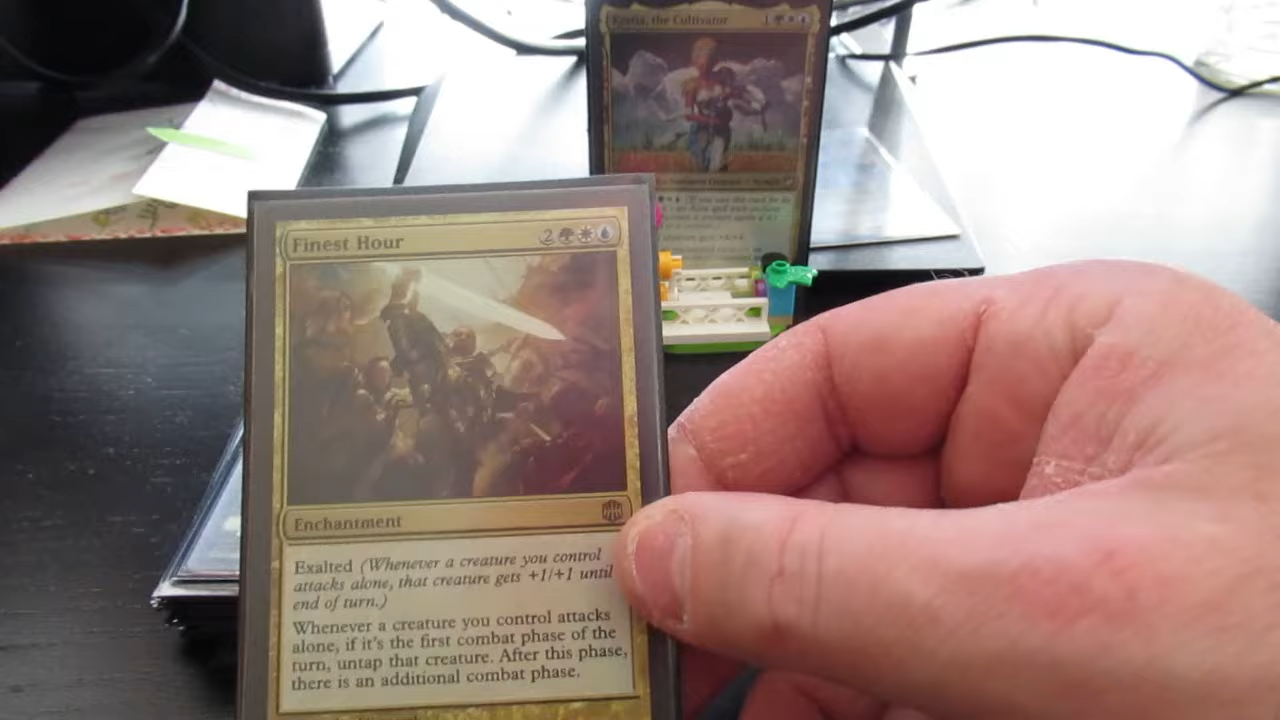 the Cultivator 1
Finest Hour 2
Enchantment
Exalted (Whenever a creature you control
attacks alone, that creature gets +1/+1 until
end of turn.)
Whenever a creature you control attacks
alone, if it's the first combat phase of the
turn, untap that creature. After this phase,
there is an additional combat phase.